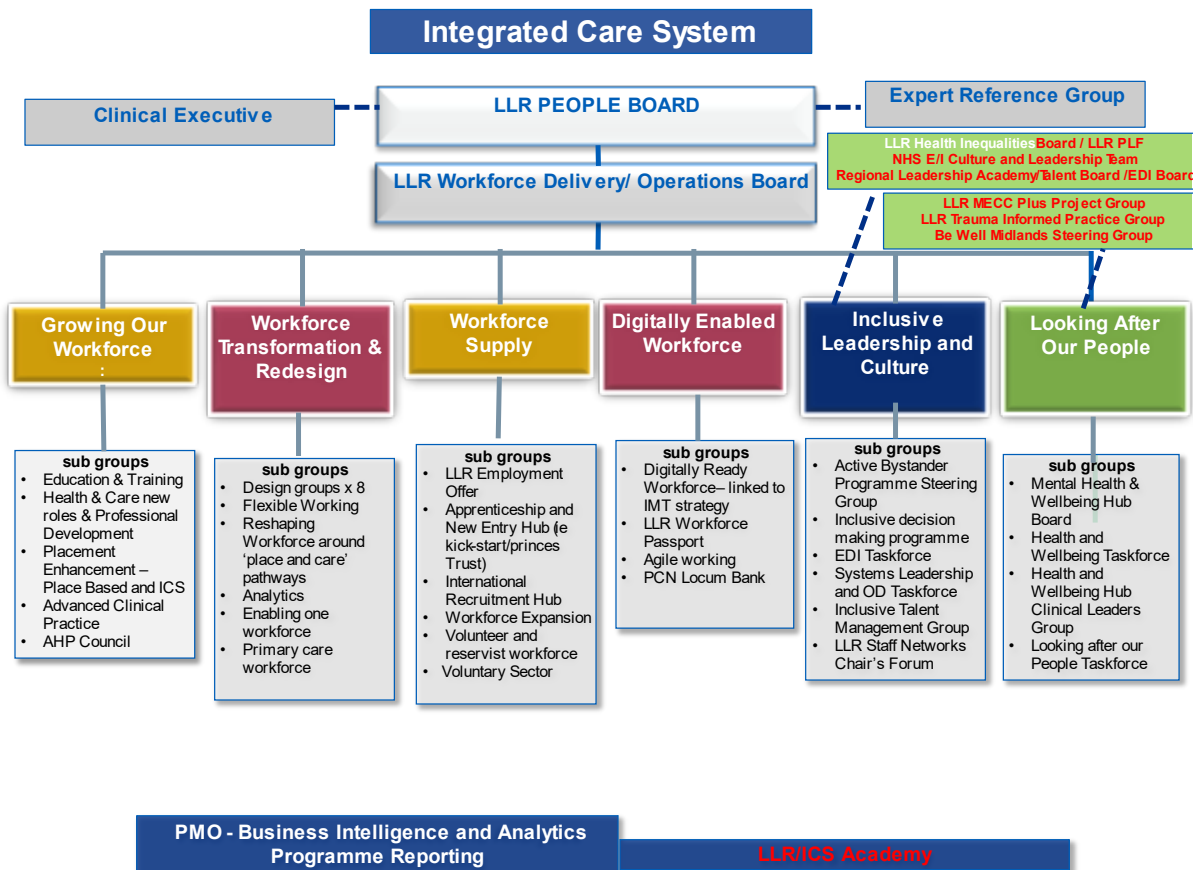 Integrated Care System
Clinical Executive
LLR PEOPLE BOARD
Expert Reference Group
LLR Workforce Delivery/ Operations Board
LLR Health Inequalities Board / LLR PLF
NHS E/I Culture and Leadership Team
Regional Leadership Academy/Talent Board /EDI Board
LLR MECC Plus Project Group
LLR Trauma Informed Practice Group
Be Well Midlands Steering Group
Growing Our
Workforce
:
Workforce
Transformation &
Redesign
Workforce
Supply
Digitally Enabled
Workforce
Inclusive
Leadership and
Culture
Looking After
Our People
sub groups
• Education & Training
• Health & Care new
roles & Professional
Development
• Placement
Enhancement –
Place Based and ICS
• Advanced Clinical
Practice
• AHP Council
sub groups
• Design groups x 8
• Flexible Working
• Reshaping
Workforce around
‘place and care’
pathways
• Analytics
• Enabling one
workforce
• Primary care
workforce
sub groups
• LLR Employment
Offer
• Apprenticeship and
New Entry Hub (ie
kick-start/princes
Trust)
• International
Recruitment Hub
• Workforce Expansion
• Volunteer and
reservist workforce
• Voluntary Sector
sub groups
• Digitally Ready
Workforce– linked to
IMT strategy
• LLR Workforce
Passport
• Agile working
• PCN Locum Bank
sub groups
• Active Bystander
Programme Steering
Group
• Inclusive decision
making programme
• EDI Taskforce
• Systems Leadership
and OD Taskforce
• Inclusive Talent
Management Group
• LLR Staff Networks
Chair’s Forum
sub groups
• Mental Health &
Wellbeing Hub
Board
• Health and
Wellbeing Taskforce
• Health and
Wellbeing Hub
Clinical Leaders
Group
• Looking after our
People Taskforce
PMO - Business Intelligence and Analytics
Programme Reporting
LLR/ICS Academy